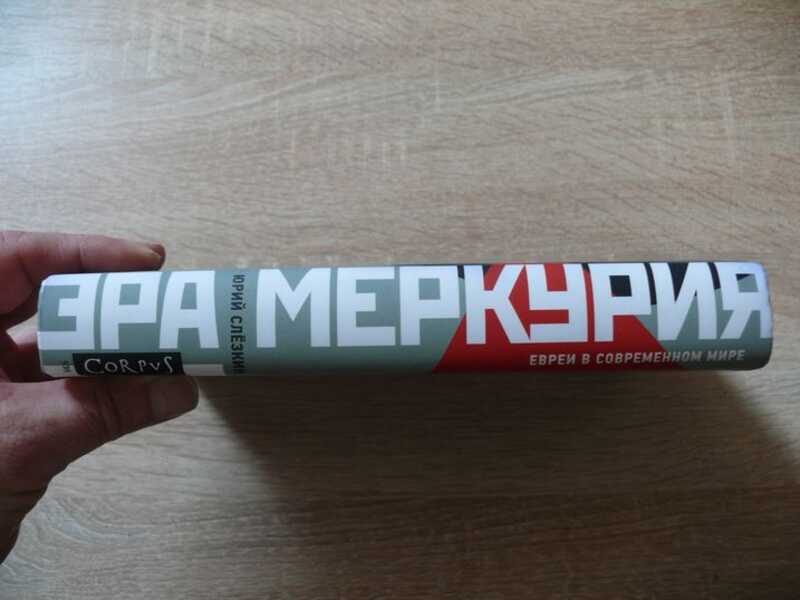 ЭРА МЕРКУРИЯ
ЮРИЙ СЛЁЗКИН
ЕВРЕИ В СОВРЕМЕННОМ МИРЕ
CORPVS